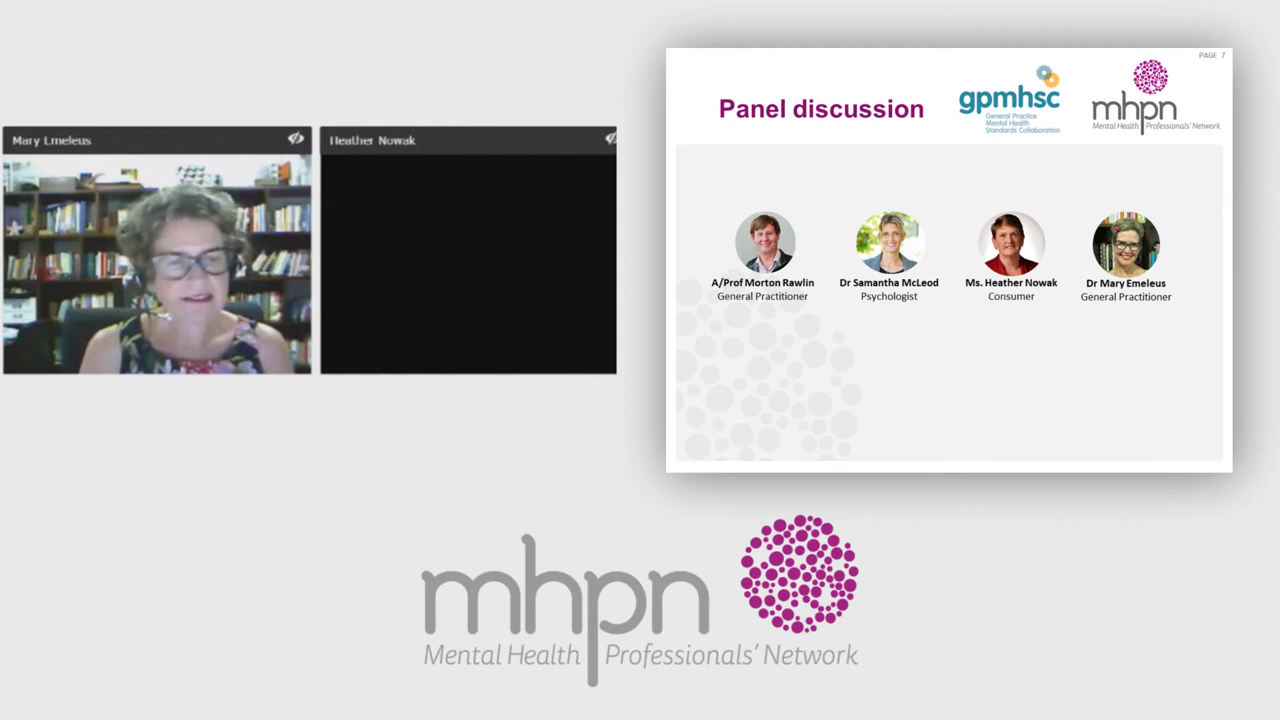 Mary Emeleus
Heather Nowak
PAGE 7
Panel discussion
gpmhsc
General Practice
Mental Health
Standards Collaboration
mhpn
Mental Health Professionals' Network
A/Prof Morton Rawlin
General Practitioner
Dr Samantha McLeod
Psychologist
Ms. Heather Nowak
Consumer
Dr Mary Emeleus
General Practitioner
mhpn
Mental Health Professionals' Network